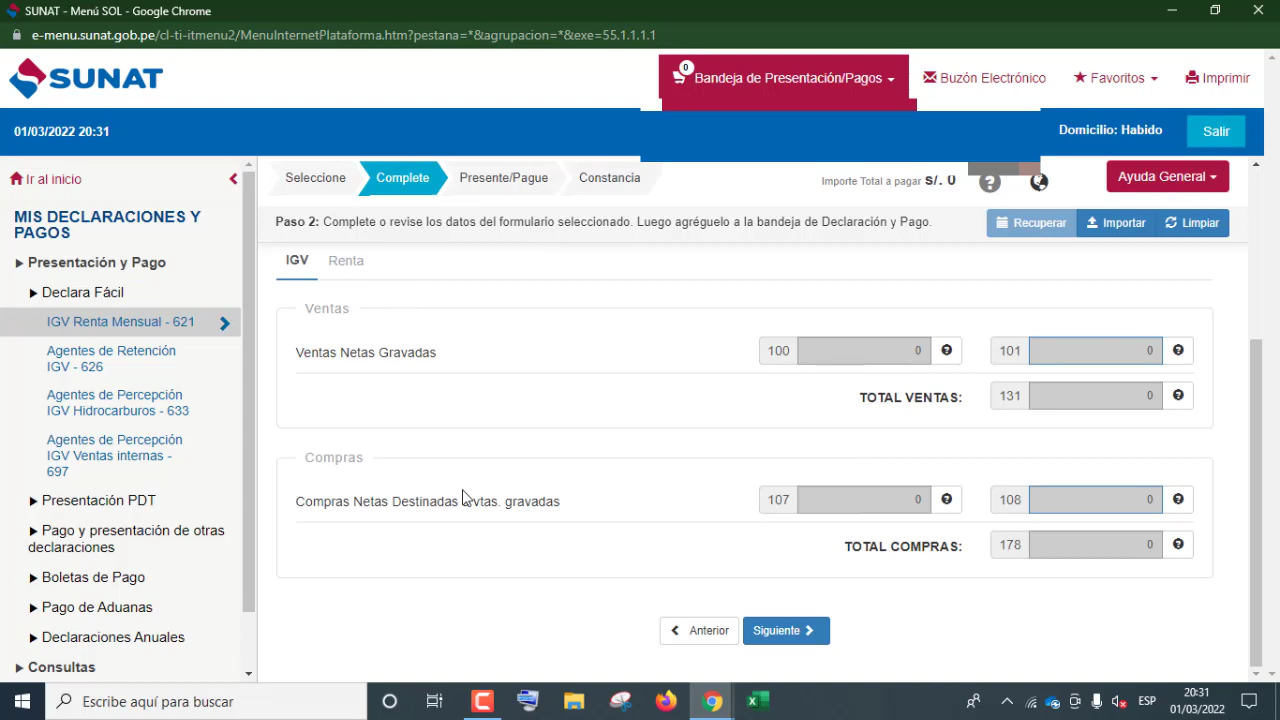 SUNAT - Menú SOL - Google Chrome
e-menu.sunat.gob.pe/cl-ti-itmenu2/MenuInternetPlataforma.htm?pestana=*&agrupacion=*&exe=55.1.1.1.1
SUNAT
0
Bandeja de Presentación/Pagos
Buzón Electrónico
Favoritos
Imprimir
01/03/2022 20:31
Domicilio: Habido
Salir
Ir al inicio
MIS DECLARACIONES Y
PAGOS
Presentación y Pago
Declara Fácil
IGV Renta Mensual - 621
Agentes de Retención
IGV - 626
Agentes de Percepción
IGV Hidrocarburos - 633
Agentes de Percepción
IGV Ventas internas -
697
Presentación PDT
Pago y presentación de otras
declaraciones
Boletas de Pago
Pago de Aduanas
Declaraciones Anuales
Consultas
Seleccione
Complete
Presente/Pague
Constancia
Importe Total a pagar S/. 0
Ayuda General
Paso 2: Complete o revise los datos del formulario seleccionado. Luego agréguelo a la bandeja de Declaración y Pago.
Recuperar
Importar
Limpiar
IGV
Renta
Ventas
Ventas Netas Gravadas 100 0 101 0
TOTAL VENTAS: 131 0
Compras
Compras Netas Destinadas vtas. gravadas 107 0 108 0
TOTAL COMPRAS: 178 0
Anterior
Siguiente
Escribe aquí para buscar
ESP
20:31
01/03/2022